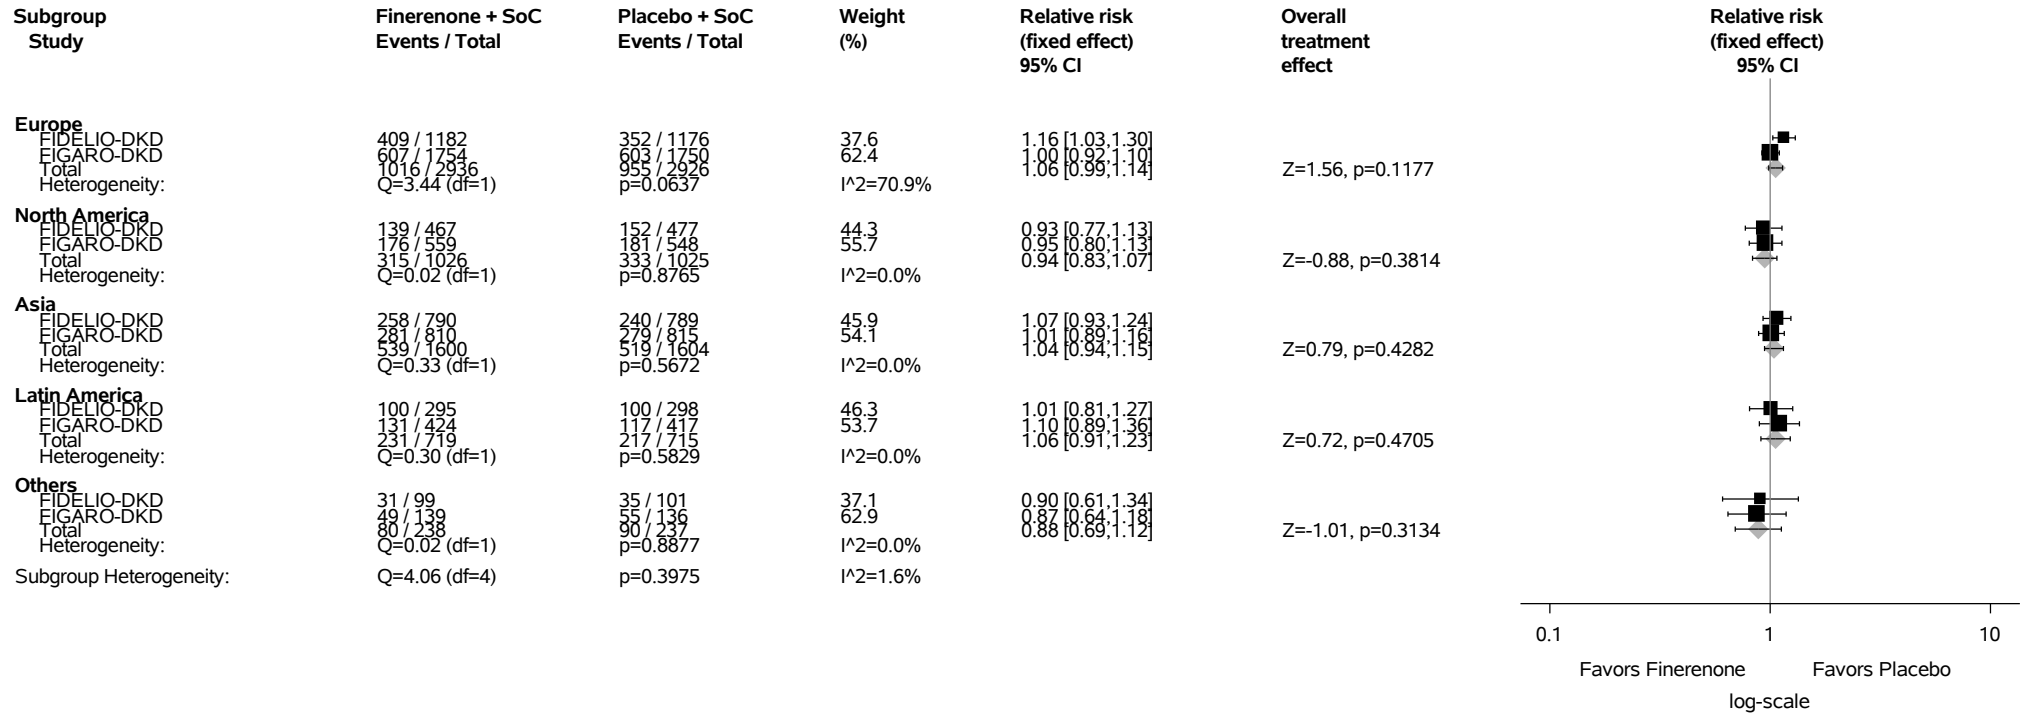 Subgroup Finerenone + SoC Placebo + SoC Weight Relative risk Overall Relative risk
Study Events / Total Events / Total (%) (fixed effect) treatment (fixed effect)
95% CI effect 95% CI
Europe
FIDELIO-DKD 409 / 1182 352 / 1176 37.6 1.16 [1.03,1.30]
FIGARO-DKD 607 / 1754 603 / 1750 62.4 1.00 [0.92,1.10]
Total 1016 / 2936 955 / 2926 1.06 [0.99,1.14] Z=1.56, p=0.1177
Heterogeneity: Q=3.44 (df=1) p=0.0637 I^2=70.9%
North America
FIDELIO-DKD 139 / 467 152 / 477 44.3 0.93 [0.77,1.13]
FIGARO-DKD 176 / 559 181 / 548 55.7 0.95 [0.80,1.13]
Total 315 / 1026 333 / 1025 0.94 [0.83,1.07] Z=-0.88, p=0.3814
Heterogeneity: Q=0.02 (df=1) p=0.8765 I^2=0.0%
Asia
FIDELIO-DKD 258 / 790 240 / 789 45.9 1.07 [0.93,1.24]
FIGARO-DKD 281 / 810 279 / 815 54.1 1.01 [0.89,1.16]
Total 539 / 1600 519 / 1604 1.04 [0.94,1.15] Z=0.79, p=0.4282
Heterogeneity: Q=0.33 (df=1) p=0.5672 I^2=0.0%
Latin America
FIDELIO-DKD 100 / 295 100 / 298 46.3 1.01 [0.81,1.27]
FIGARO-DKD 131 / 424 117 / 417 53.7 1.10 [0.89,1.36]
Total 231 / 719 217 / 715 1.06 [0.91,1.23] Z=0.72, p=0.4705
Heterogeneity: Q=0.30 (df=1) p=0.5829 I^2=0.0%
Others
FIDELIO-DKD 31 / 99 35 / 101 37.1 0.90 [0.61,1.34]
FIGARO-DKD 49 / 139 55 / 136 62.9 0.87 [0.64,1.18]
Total 80 / 238 90 / 237 0.88 [0.69,1.12] Z=-1.01, p=0.3134
Heterogeneity: Q=0.02 (df=1) p=0.8877 I^2=0.0%
Subgroup Heterogeneity: Q=4.06 (df=4) p=0.3975 I^2=1.6%
0.1 1 10
Favors Finerenone Favors Placebo
log-scale